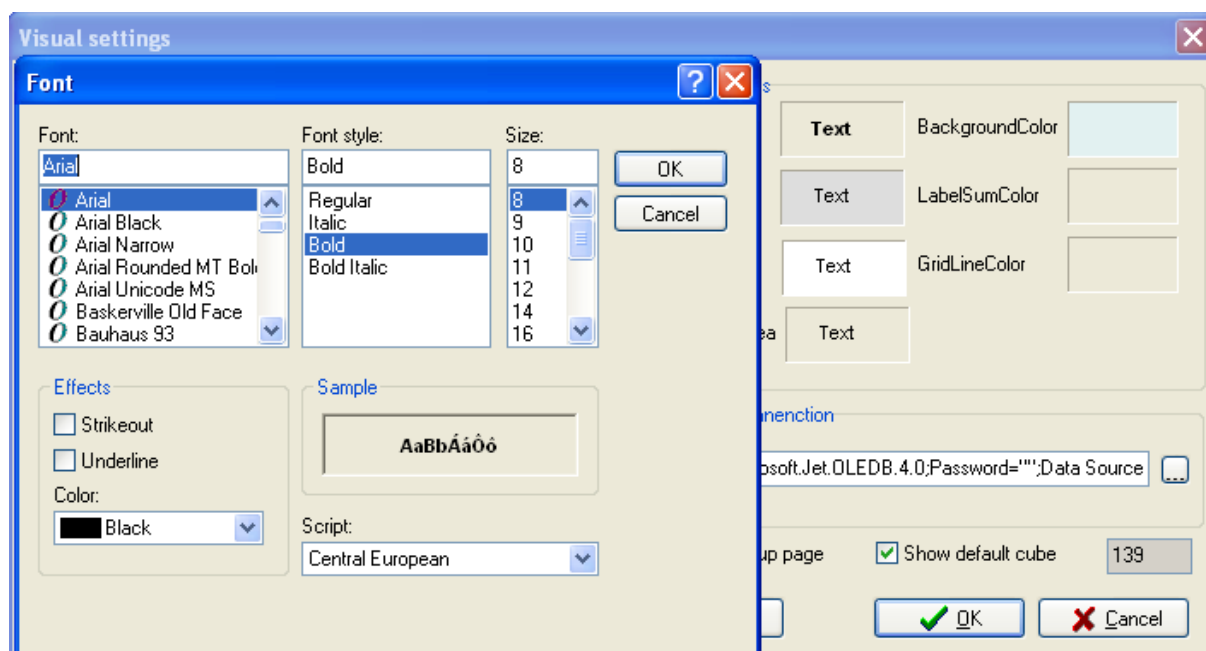 Visual settings
Font
Font:
Font style:
Size:
Arial
Bold
8
OK
Cancel
Arial
Arial Black
Arial Narrow
Arial Rounded MT Bol
Arial Unicode MS
Baskerville Old Face
Bauhaus 93
Regular
Italic
Bold
Bold Italic
8
9
10
11
12
14
16
Effects
Strikeout
Underline
Color:
Black
Sample
AaBbÁáÔô
Script:
Central European
s
Text
BackgroundColor
Text
LabelSumColor
Text
GridLineColor
ea
Text
nnenction
osoft.Jet.OLEDB.4.0;Password="";Data Source
...
up page
Show default cube
139
OK
Cancel